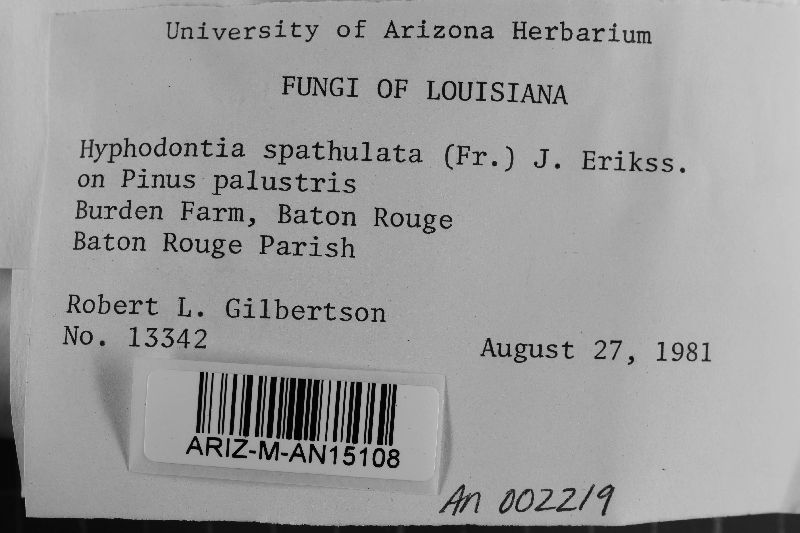 University of Arizona Herbarium
FUNGI OF LOUISIANA
Hyphodontia spathulata (Fr.) J. Erikss.
on Pinus palustris
Burden Farm, Baton Rouge
Baton Rouge Parish
Robert L. Gilbertson
No. 13342
August 27, 1981
ARIZ-M-AN15108
An 002219